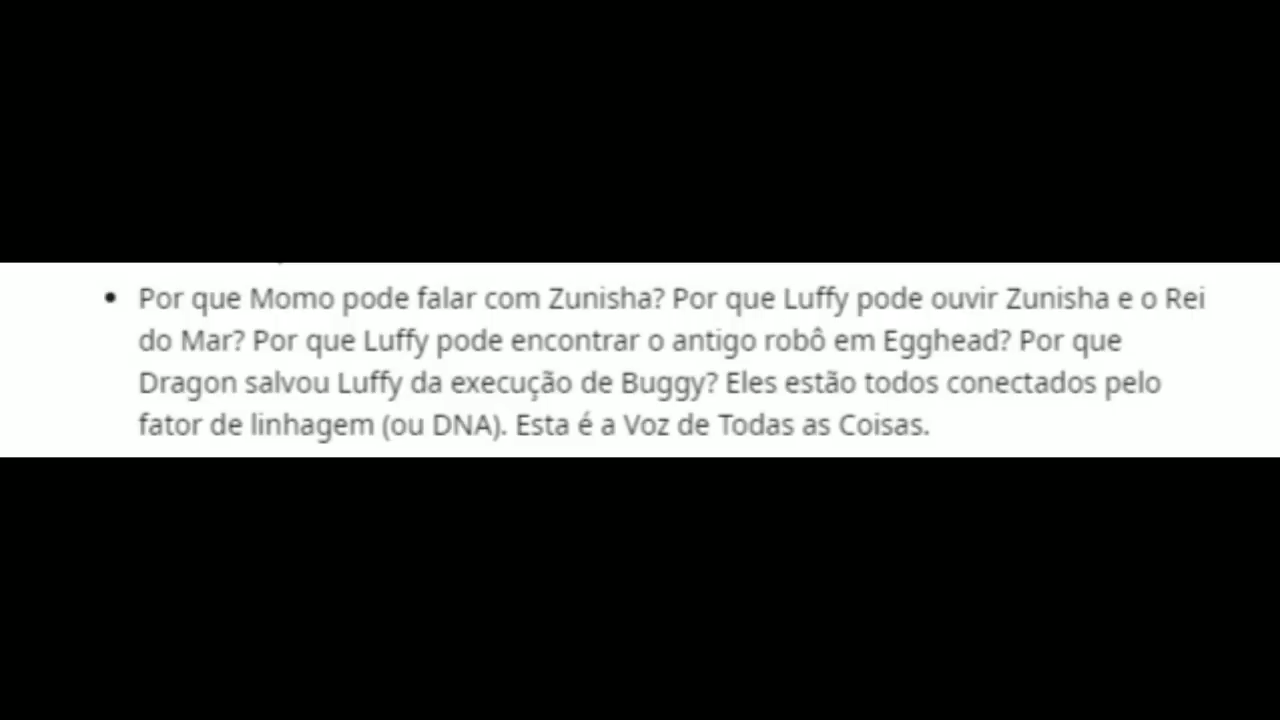 • Por que Momo pode falar com Zunisha? Por que Luffy pode ouvir Zunisha e o Rei
do Mar? Por que Luffy pode encontrar o antigo robô em Egghead? Por que
Dragon salvou Luffy da execução de Buggy? Eles estão todos conectados pelo
fator de linhagem (ou DNA). Esta é a Voz de Todas as Coisas.